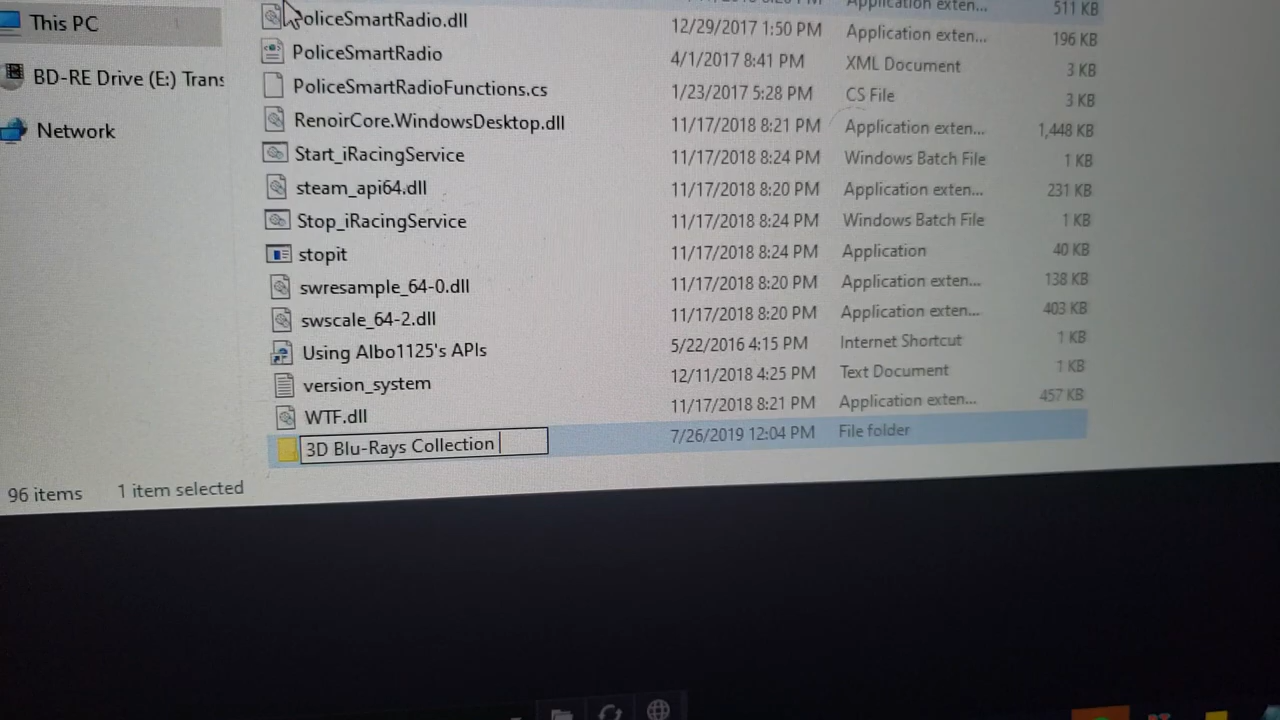 This PC
BD-RE Drive (E:) Trans
Network
Application exten... 511 KB
PoliceSmartRadio.dll 12/29/2017 1:50 PM Application exten... 196 KB
PoliceSmartRadio 4/1/2017 8:41 PM XML Document 3 KB
PoliceSmartRadioFunctions.cs 1/23/2017 5:28 PM CS File 3 KB
RenoirCore.WindowsDesktop.dll 11/17/2018 8:21 PM Application exten... 1,448 KB
Start_iRacingService 11/17/2018 8:24 PM Windows Batch File 1 KB
steam_api64.dll 11/17/2018 8:20 PM Application exten... 231 KB
Stop_iRacingService 11/17/2018 8:24 PM Windows Batch File 1 KB
stopit 11/17/2018 8:24 PM Application 40 KB
swresample_64-0.dll 11/17/2018 8:20 PM Application exten... 138 KB
swscale_64-2.dll 11/17/2018 8:20 PM Application exten... 403 KB
Using Albo1125's APIs 5/22/2016 4:15 PM Internet Shortcut 1 KB
version_system 12/11/2018 4:25 PM Text Document 1 KB
WTF.dll 11/17/2018 8:21 PM Application exten... 457 KB
3D Blu-Rays Collection 7/26/2019 12:04 PM File folder
96 items 1 item selected